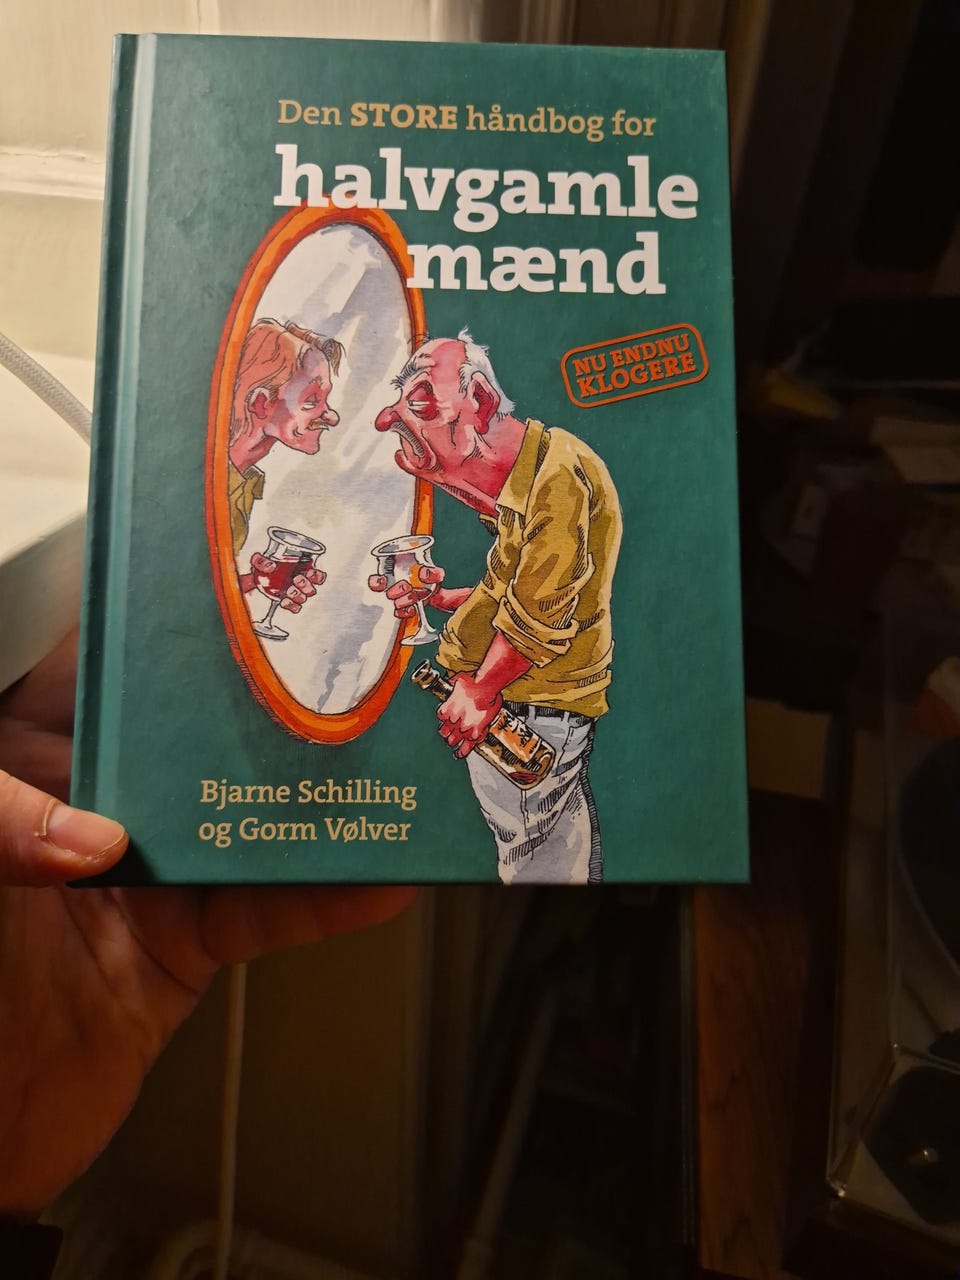 Den STORE håndbog for
halvgamle
mænd
NU ENDNU
KLOGERE
Bjarne Schilling
og Gorm Vølver